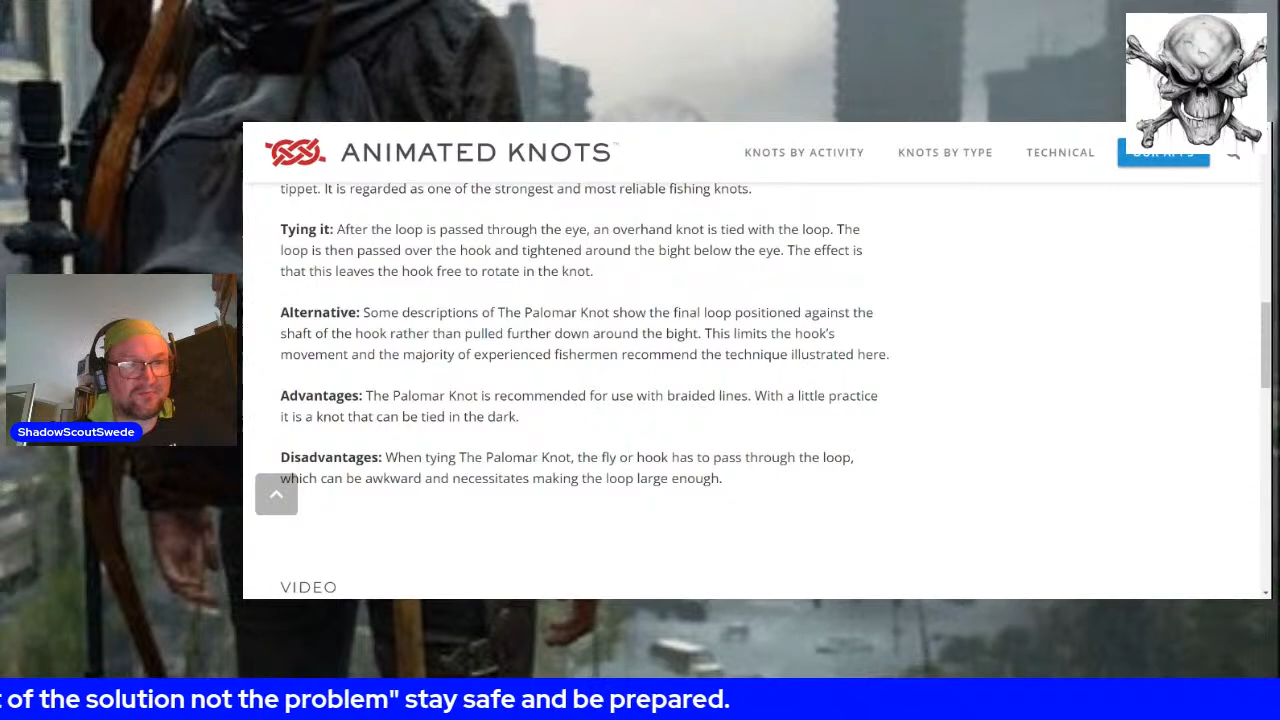 ANIMATED KNOTS
KNOTS BY ACTIVITY
KNOTS BY TYPE
TECHNICAL
OUR APPS
tippet. It is regarded as one of the strongest and most reliable fishing knots.
Tying it: After the loop is passed through the eye, an overhand knot is tied with the loop. The
loop is then passed over the hook and tightened around the bight below the eye. The effect is
that this leaves the hook free to rotate in the knot.
Alternative: Some descriptions of The Palomar Knot show the final loop positioned against the
shaft of the hook rather than pulled further down around the bight. This limits the hook's
movement and the majority of experienced fishermen recommend the technique illustrated here.
Advantages: The Palomar Knot is recommended for use with braided lines. With a little practice
it is a knot that can be tied in the dark.
Disadvantages: When tying The Palomar Knot, the fly or hook has to pass through the loop,
which can be awkward and necessitates making the loop large enough.
VIDEO
ShadowScoutSwede
of the solution not the problem" stay safe and be prepared.